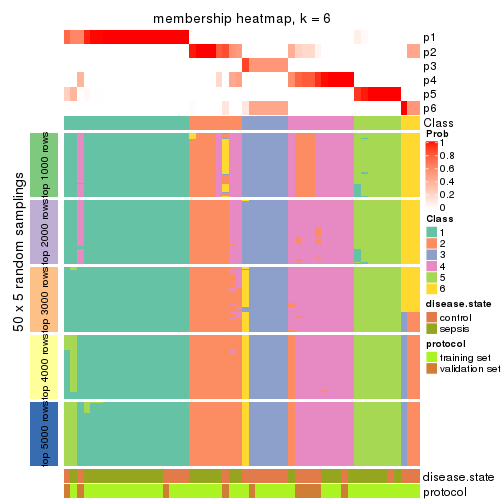 membership heatmap, k = 6
p1
p2
p3
p4
p5
p6
Class
Prob
1
0.8
0.6
0.4
0.2
0
Class
1
2
3
4
5
6
disease.state
control
sepsis
protocol
training set
validation set
50 x 5 random samplings
top 1000 rows
top 2000 rows
top 3000 rows
top 4000 rows
top 5000 rows
disease.state
protocol